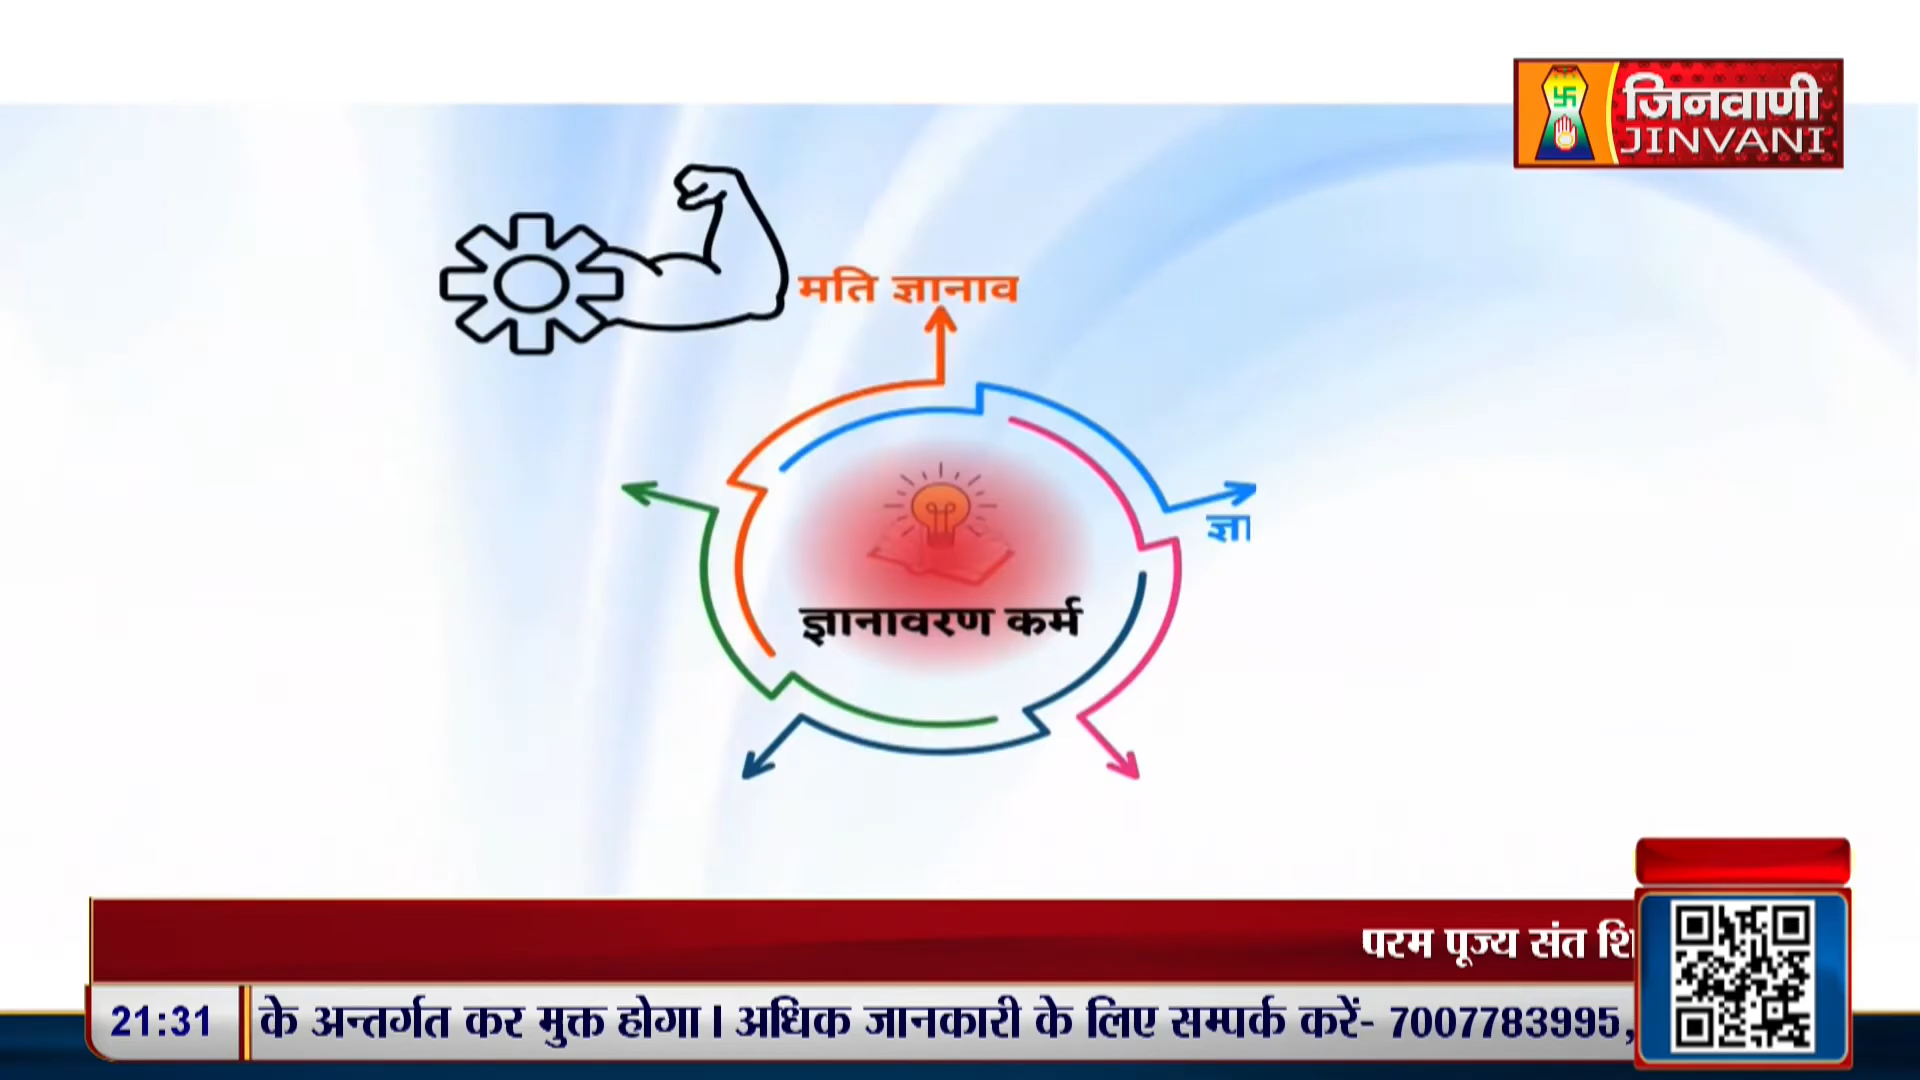 जिनवाणी
JINVANI
मति ज्ञानाव
ज्ञा
ज्ञानावरण कर्म
परम पूज्य संत शि
21:31
के अन्तर्गत कर मुक्त होगा । अधिक जानकारी के लिए सम्पर्क करें- 7007783995,